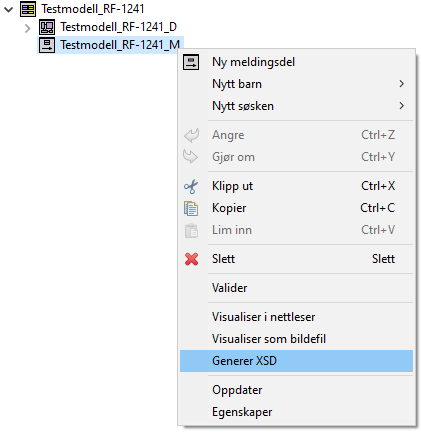 Testmodell_RF-1241
Testmodell_RF-1241_D
Testmodell_RF-1241_M
Ny meldingsdel
Nytt barn
Nytt søsken
Angre Ctrl+Z
Gjør om Ctrl+Y
Klipp ut Ctrl+X
Kopier Ctrl+C
Lim inn Ctrl+V
Slett Slett
Valider
Visualiser i nettleser
Visualiser som bildefil
Generer XSD
Oppdater
Egenskaper